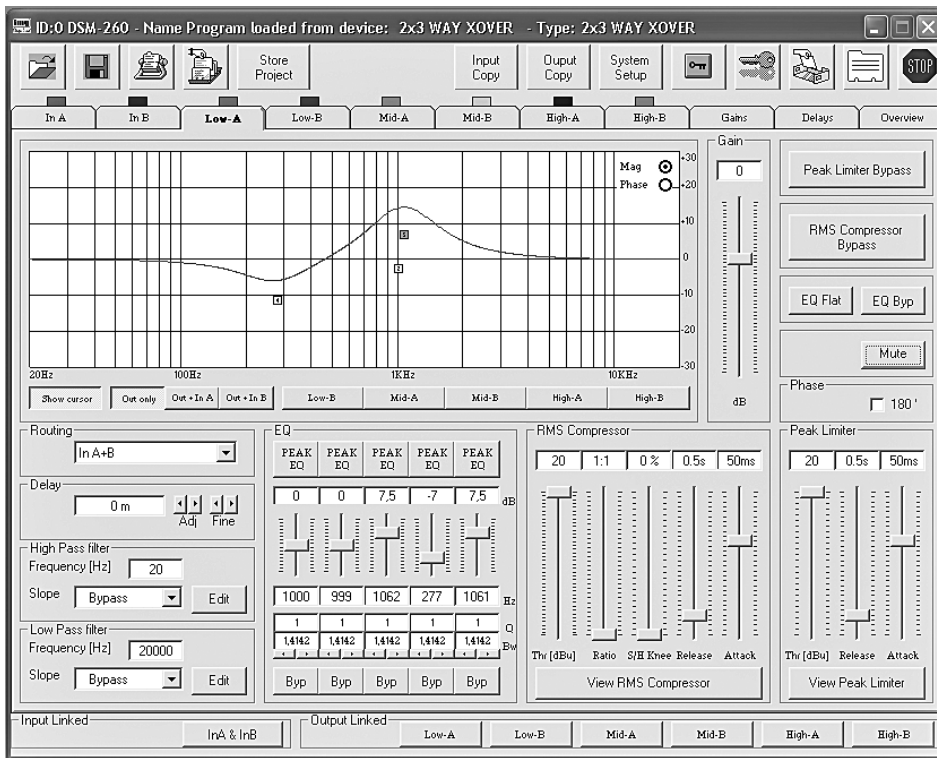 ID:0 DSM-260 - Name Program loaded from device: 2x3 WAY XOVER - Type: 2x3 WAY XOVER
Store Project
Input Copy
Ouput Copy
System Setup
STOP
In A In B Low-A Low-B Mid-A Mid-B High-A High-B Gains Delays Overview
Mag
Phase
+30
+20
+10
0
-10
-20
-30
5
2
4
20Hz 100Hz 1KHz 10KHz
Show cursor Out only Out+In A Out+In B Low-B Mid-A Mid-B High-A High-B
Gain
0
dB
Peak Limiter Bypass
RMS Compressor Bypass
EQ Flat EQ Byp
Mute
Phase
180 '
Routing
In A+B
Delay
0 m
Adj Fine
High Pass filter
Frequency [Hz] 20
Slope Bypass Edit
Low Pass filter
Frequency [Hz] 20000
Slope Bypass Edit
EQ
PEAK EQ PEAK EQ PEAK EQ PEAK EQ PEAK EQ
0 0 7,5 -7 7,5 dB
1000 999 1062 277 1061 Hz
1 1 1 1 1 Q
1,4142 1,4142 1,4142 1,4142 1,4142 Bw
Byp Byp Byp Byp Byp
RMS Compressor
20 1:1 0 % 0.5s 50ms
Thr [dBu] Ratio S/H Knee Release Attack
View RMS Compressor
Peak Limiter
20 0.5s 50ms
Thr [dBu] Release Attack
View Peak Limiter
Input Linked
InA & InB
Output Linked
Low-A Low-B Mid-A Mid-B High-A High-B